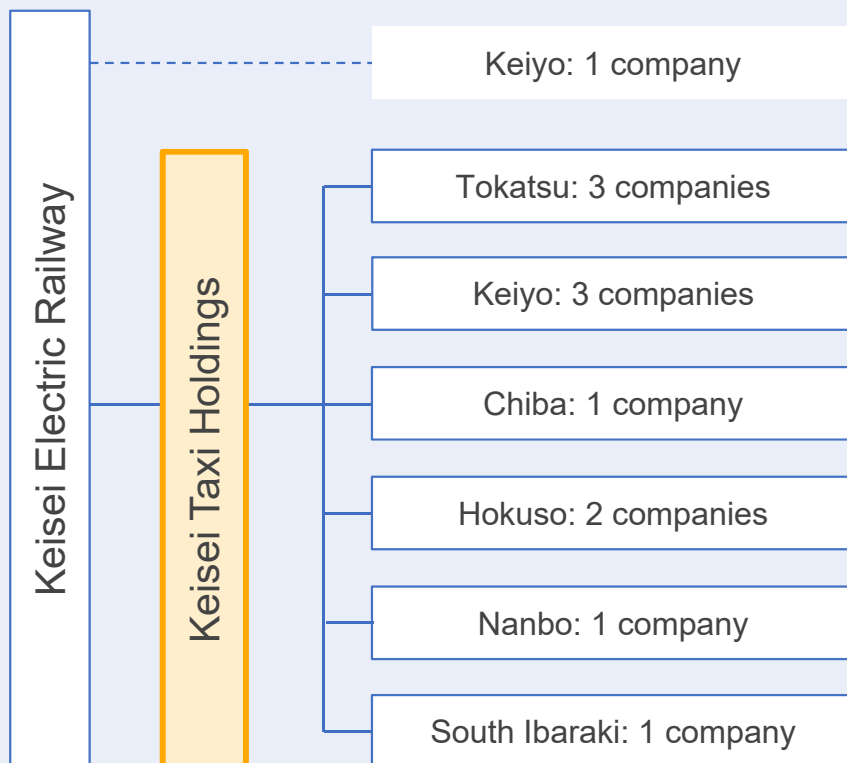 Keisei Electric Railway
Keisei Taxi Holdings
Keiyo: 1 company
Tokatsu: 3 companies
Keiyo: 3 companies
Chiba: 1 company
Hokuso: 2 companies
Nanbo: 1 company
South Ibaraki: 1 company